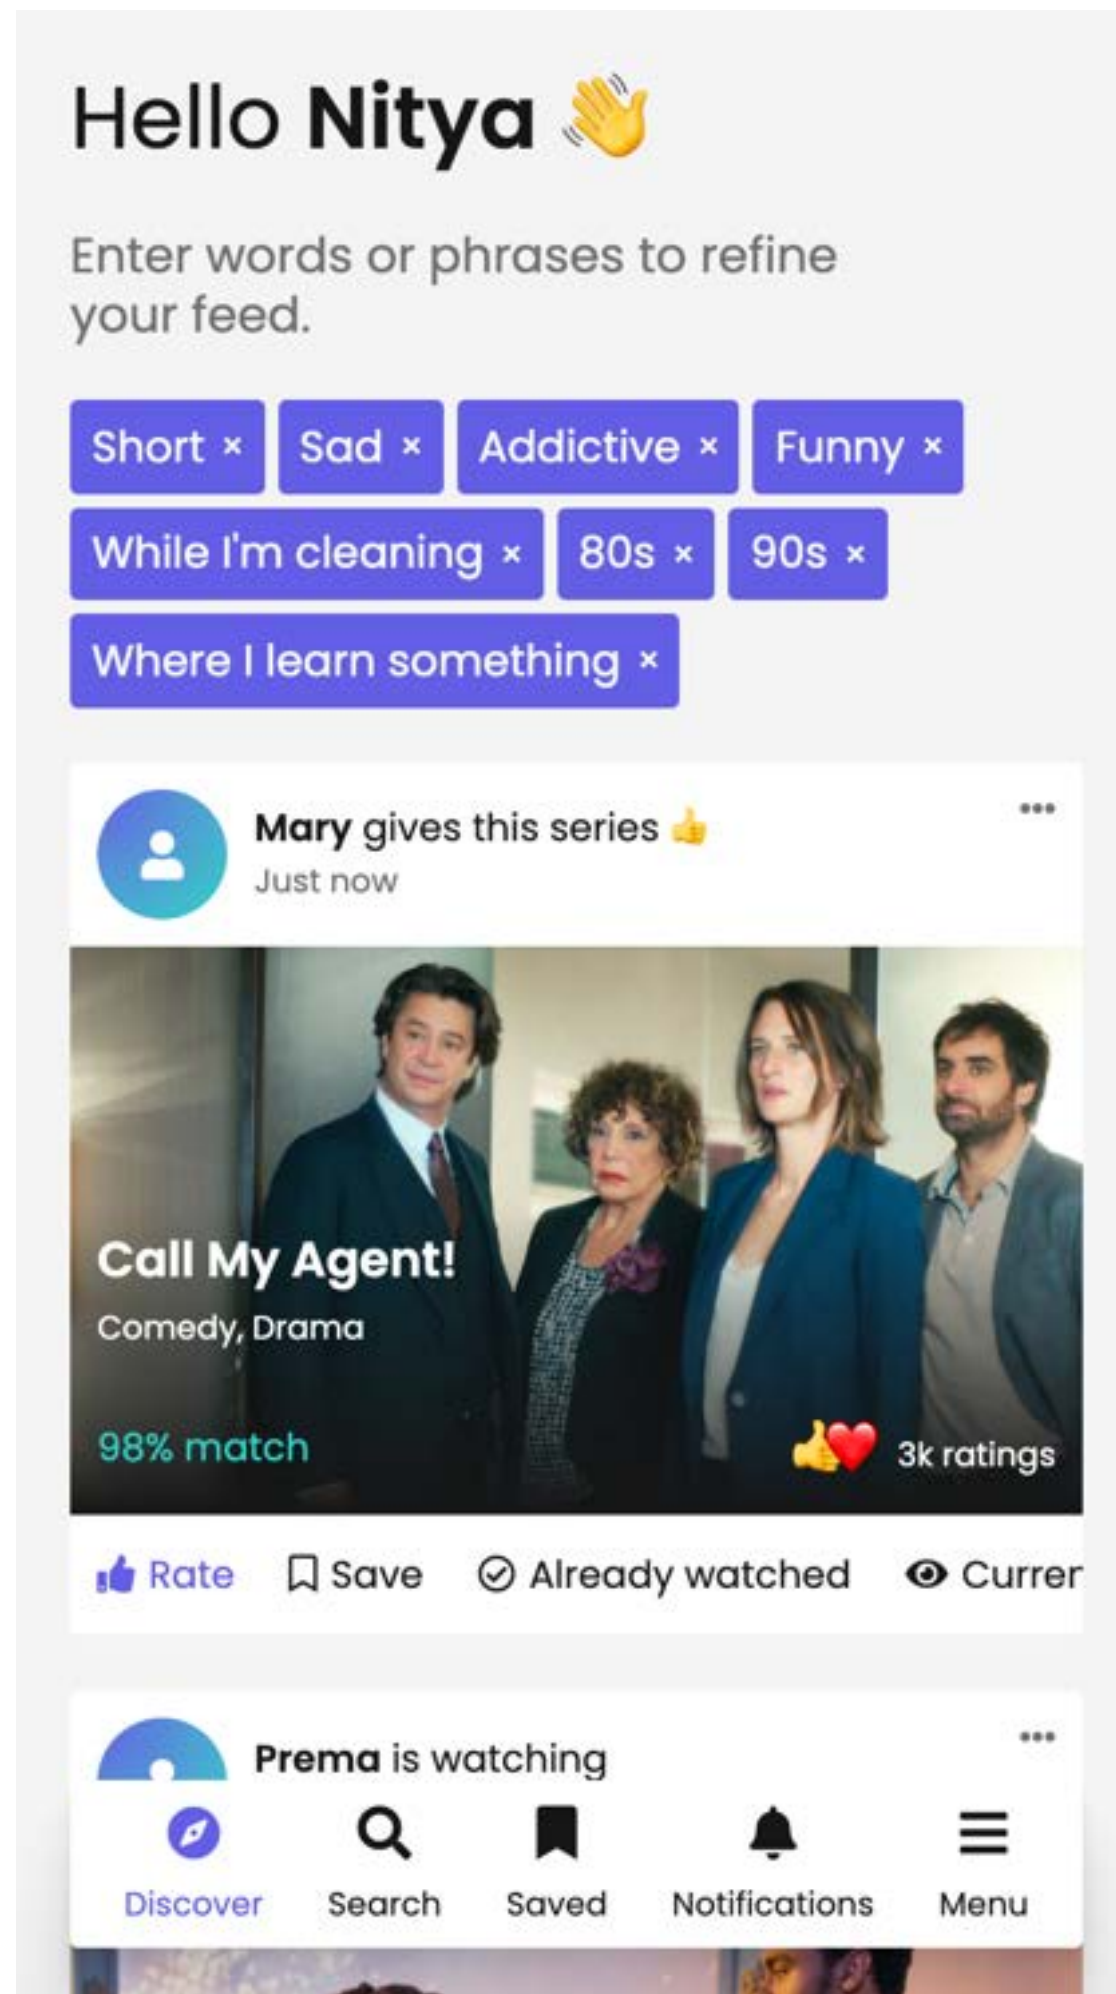 Hello Nitya 👋
Enter words or phrases to refine
your feed.
Short × Sad × Addictive × Funny ×
While I'm cleaning × 80s × 90s ×
Where I learn something ×
Mary gives this series 👍
Just now
Call My Agent!
Comedy, Drama
98% match
3k ratings
Rate Save Already watched Curren
Prema is watching
Discover Search Saved Notifications Menu